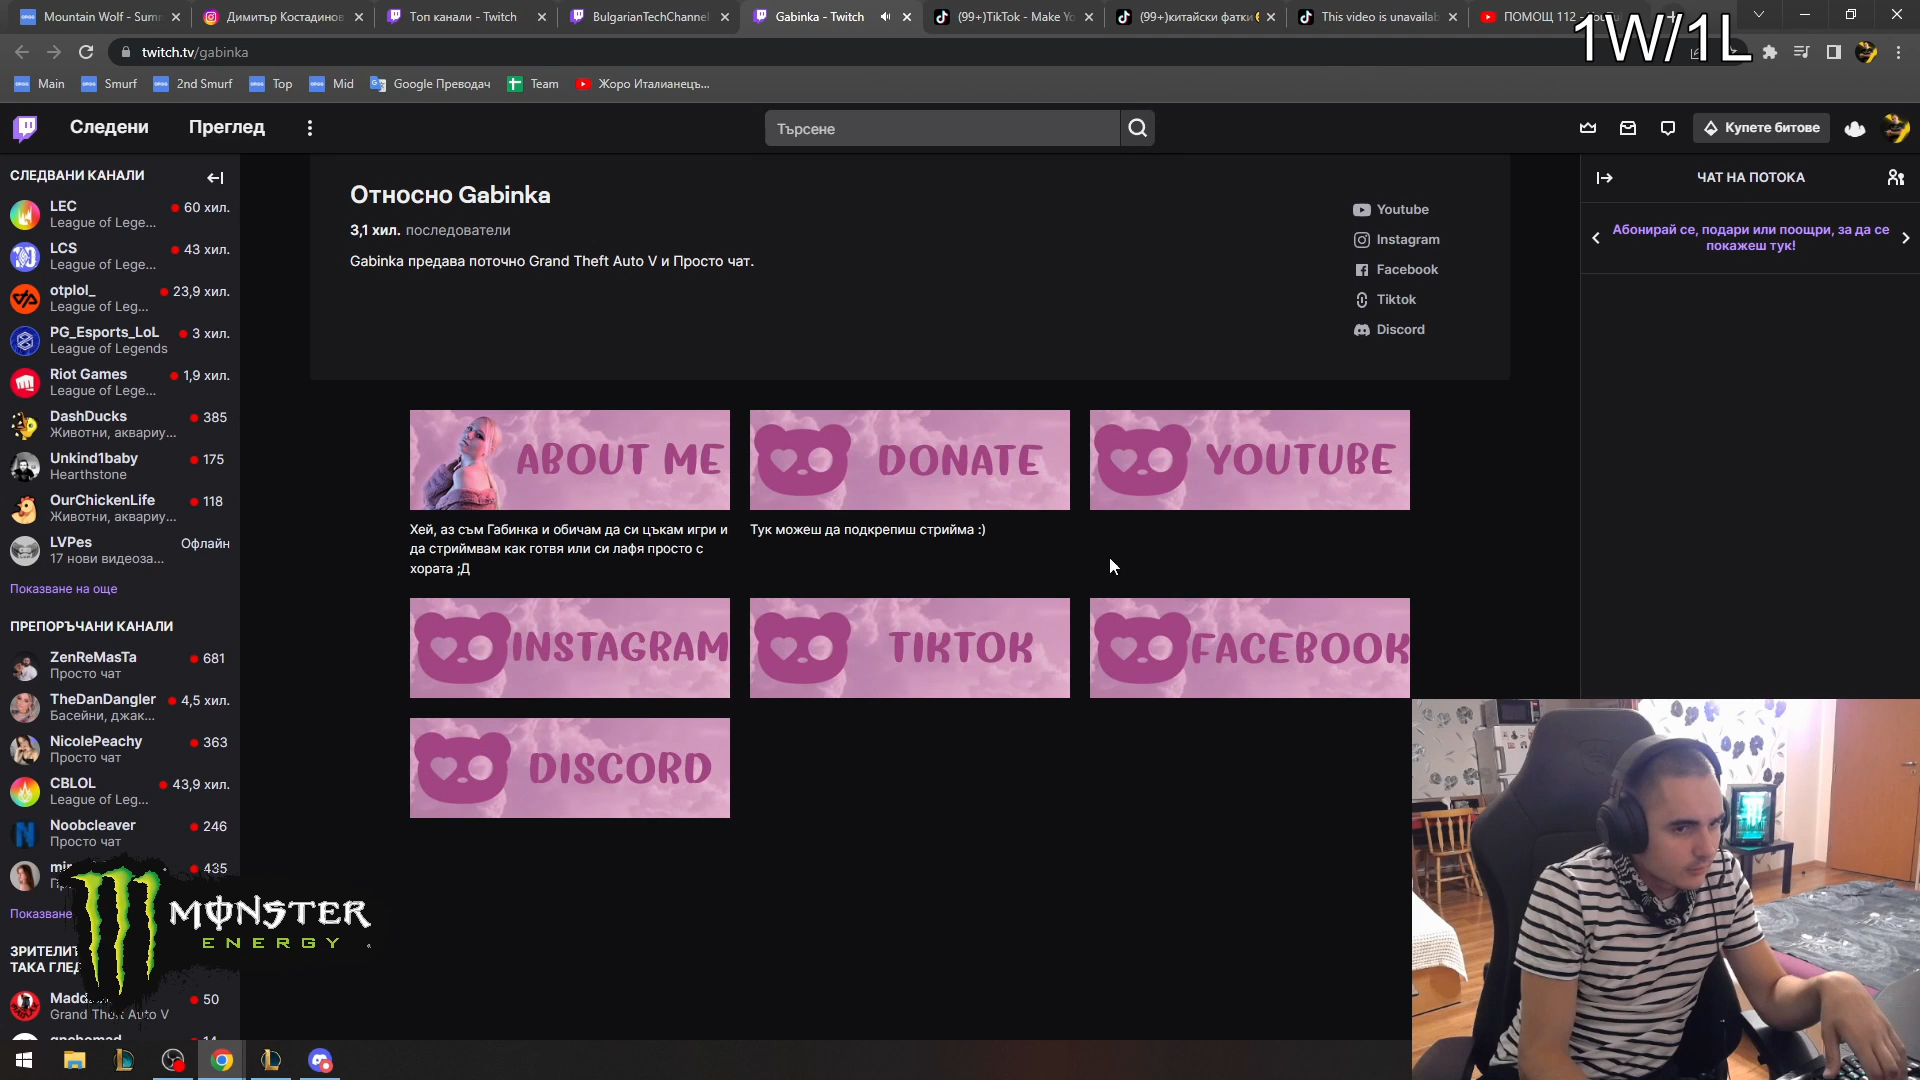 Mountain Wolf - Sum
Димитър Костадинов
Топ канали - Twitch
BulgarianTechChannel
Gabinka - Twitch
(99+)TikTok - Make Yo
(99+)китайски фатки
This video is unavailab
ПОМОЩ 112
1W/1L
twitch.tv/gabinka
Main
Smurf
2nd Smurf
Top
Mid
Google Преводач
Team
Жоро Италианецъ...
Следени
Преглед
Търсене
Купете битове
СЛЕДВАНИ КАНАЛИ
LEC
60 хил.
League of Lege...
LCS
43 хил.
League of Lege...
otplol_
23,9 хил.
League of Leg...
PG_Esports_LoL
3 хил.
League of Legends
Riot Games
1,9 хил.
League of Lege...
DashDucks
385
Животни, аквариу...
Unkind1baby
175
Hearthstone
OurChickenLife
118
Животни, аквариу...
LVPes
Офлайн
17 нови видеоза...
Показване на още
ПРЕПОРЪЧАНИ КАНАЛИ
ZenReMasTa
681
Просто чат
TheDanDangler
4,5 хил.
Басейни, джак...
NicolePeachy
363
Просто чат
CBLOL
43,9 хил.
League of Leg...
Noobcleaver
246
Просто чат
435
Показване
MONSTER
ENERGY
ЗРИТЕЛИТ
ТАКА ГЛЕД
Madd
50
Grand Theft Auto V
14
Относно Gabinka
3,1 хил. последователи
Gabinka предава поточно Grand Theft Auto V и Просто чат.
Youtube
Instagram
Facebook
Tiktok
Discord
ABOUT ME
DONATE
YOUTUBE
Хей, аз съм Габинка и обичам да си цъкам игри и
да стриймвам как готвя или си лафя просто с
хората ;Д
Тук можеш да подкрепиш стрийма :)
INSTAGRAM
TIKTOK
FACEBOOK
DISCORD
ЧАТ НА ПОТОКА
Абонирай се, подари или поощри, за да се
покажеш тук!